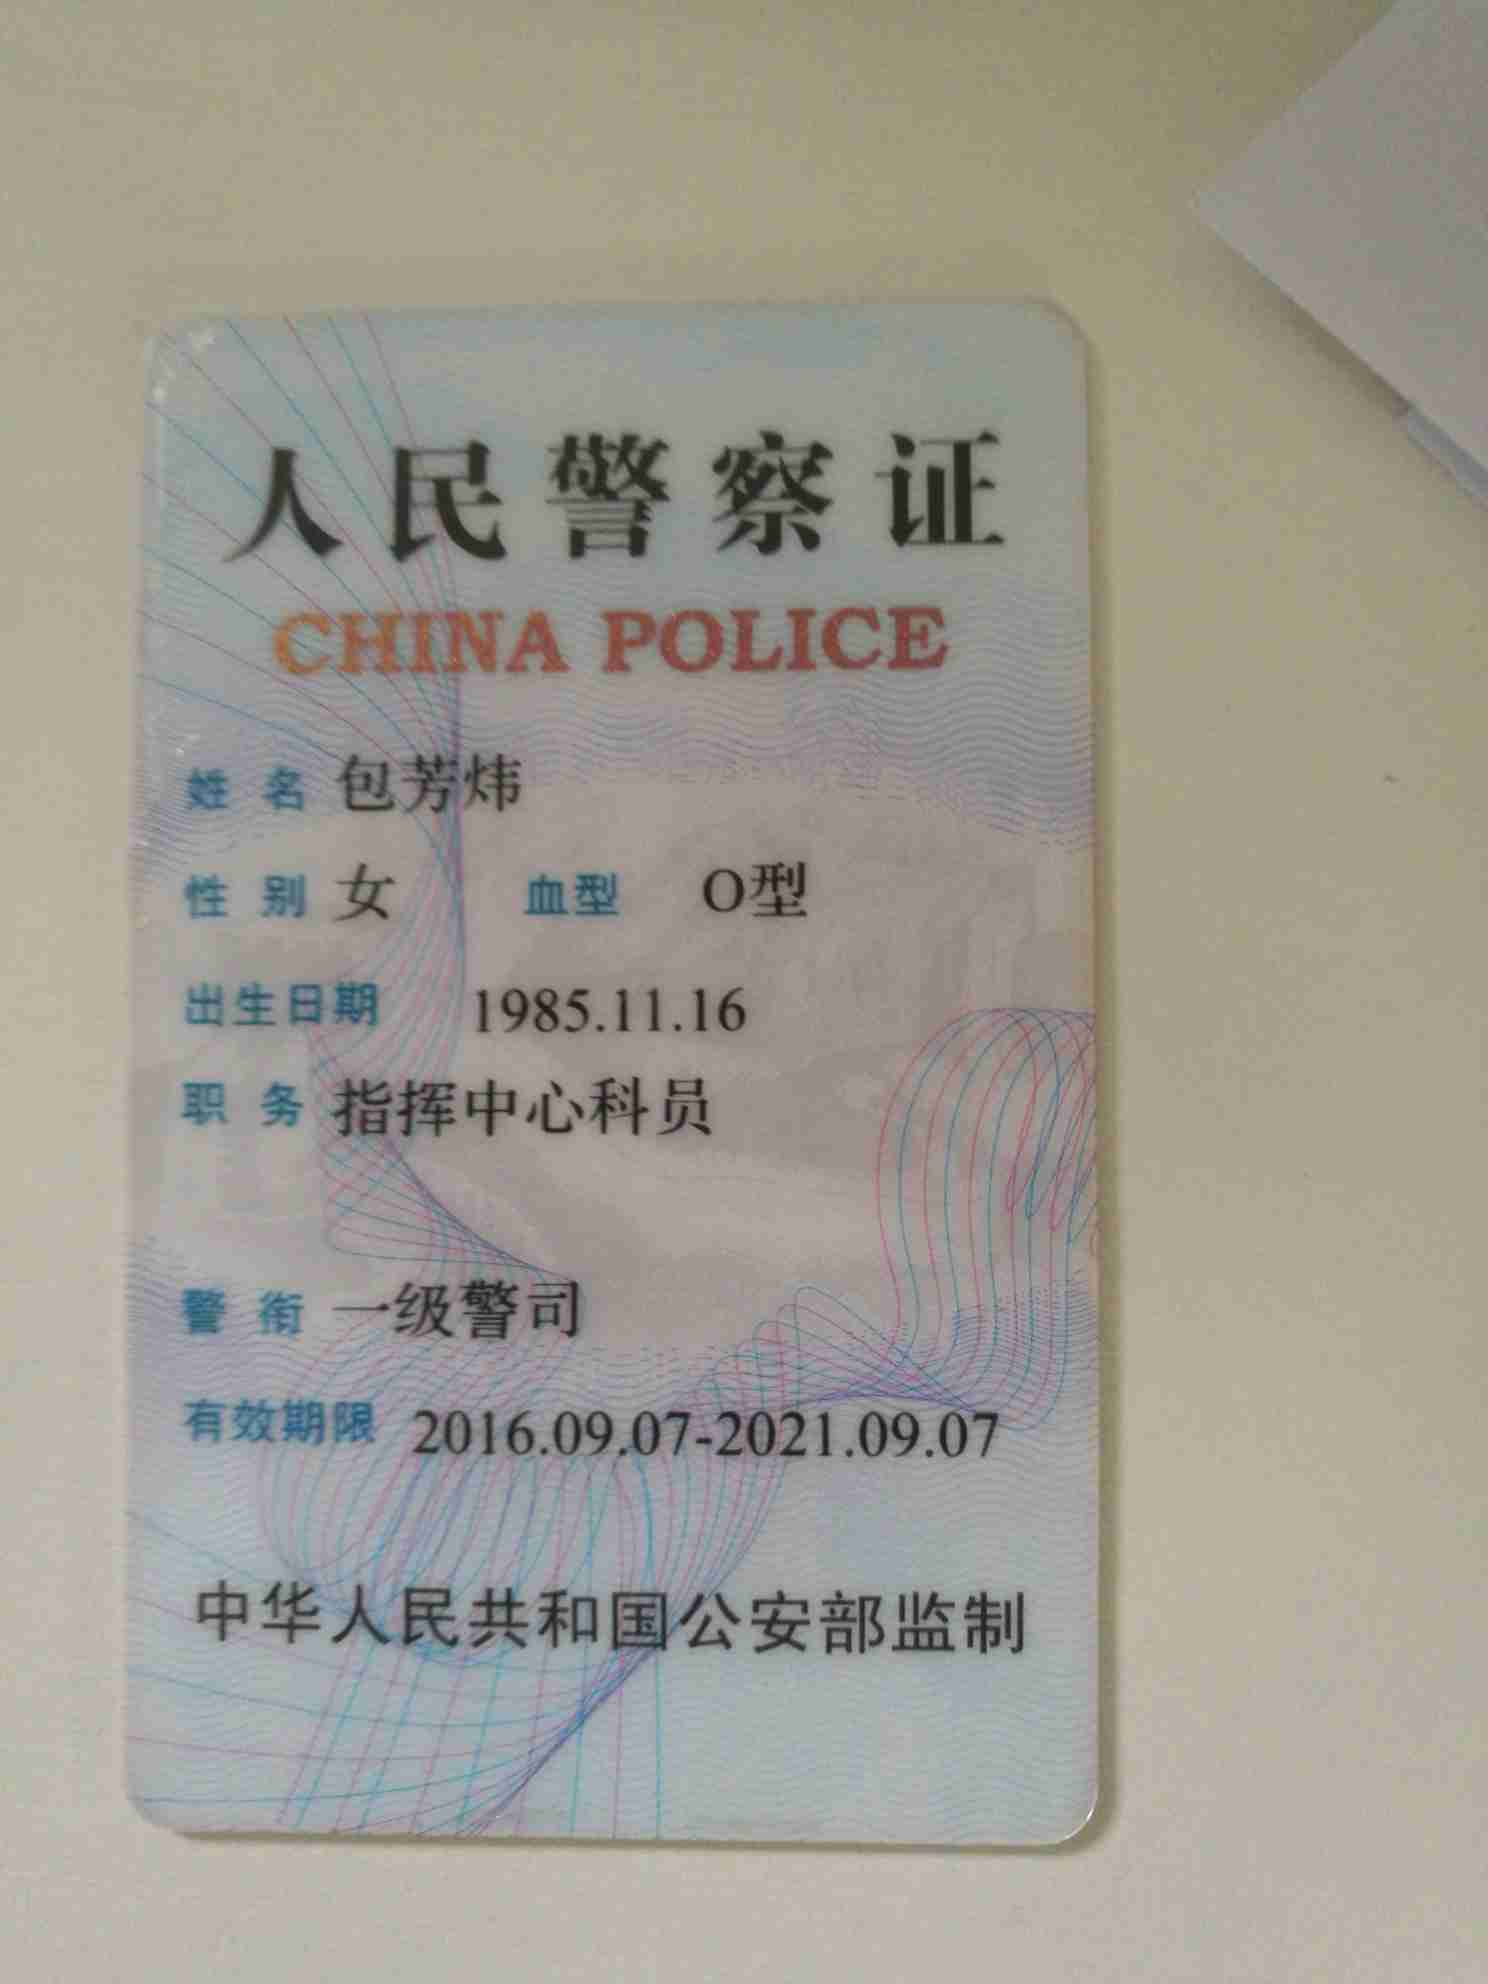 人民警察证
CHINA POLICE
姓 名 包芳炜
性 别 女 血型 O型
出生日期 1985.11.16
职 务 指挥中心科员
警 衔 一级警司
有效期限 2016.09.07-2021.09.07
中华人民共和国公安部监制